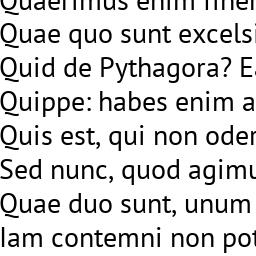 Quaerimus enim finem
Quae quo sunt excelsi
Quid de Pythagora?
Quippe: habes enim a
Quis est, qui non oder
Sed nunc, quod agimu
Quae duo sunt, unum
Iam contemni non pot